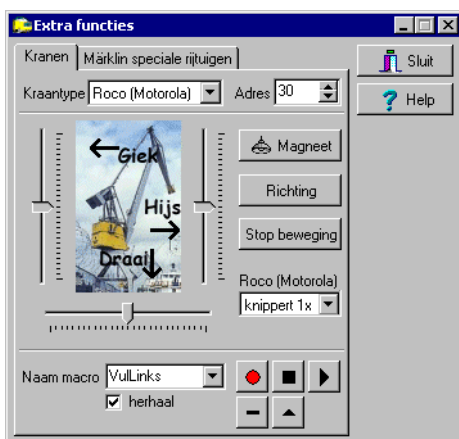 Extra functies
Kranen
Märklin speciale rijtuigen
Sluit
Help
Kraantype Roco (Motorola)
Adres 30
Giek
Hijs
Draai
Magneet
Richting
Stop beweging
Roco (Motorola)
knippert 1x
Naam macro VulLinks
herhaal